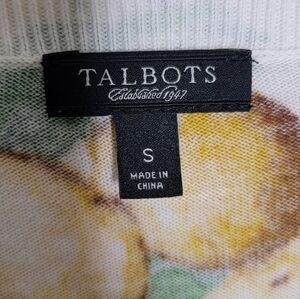 TALBOTS
Established 1947
S
MADE IN
CHINA